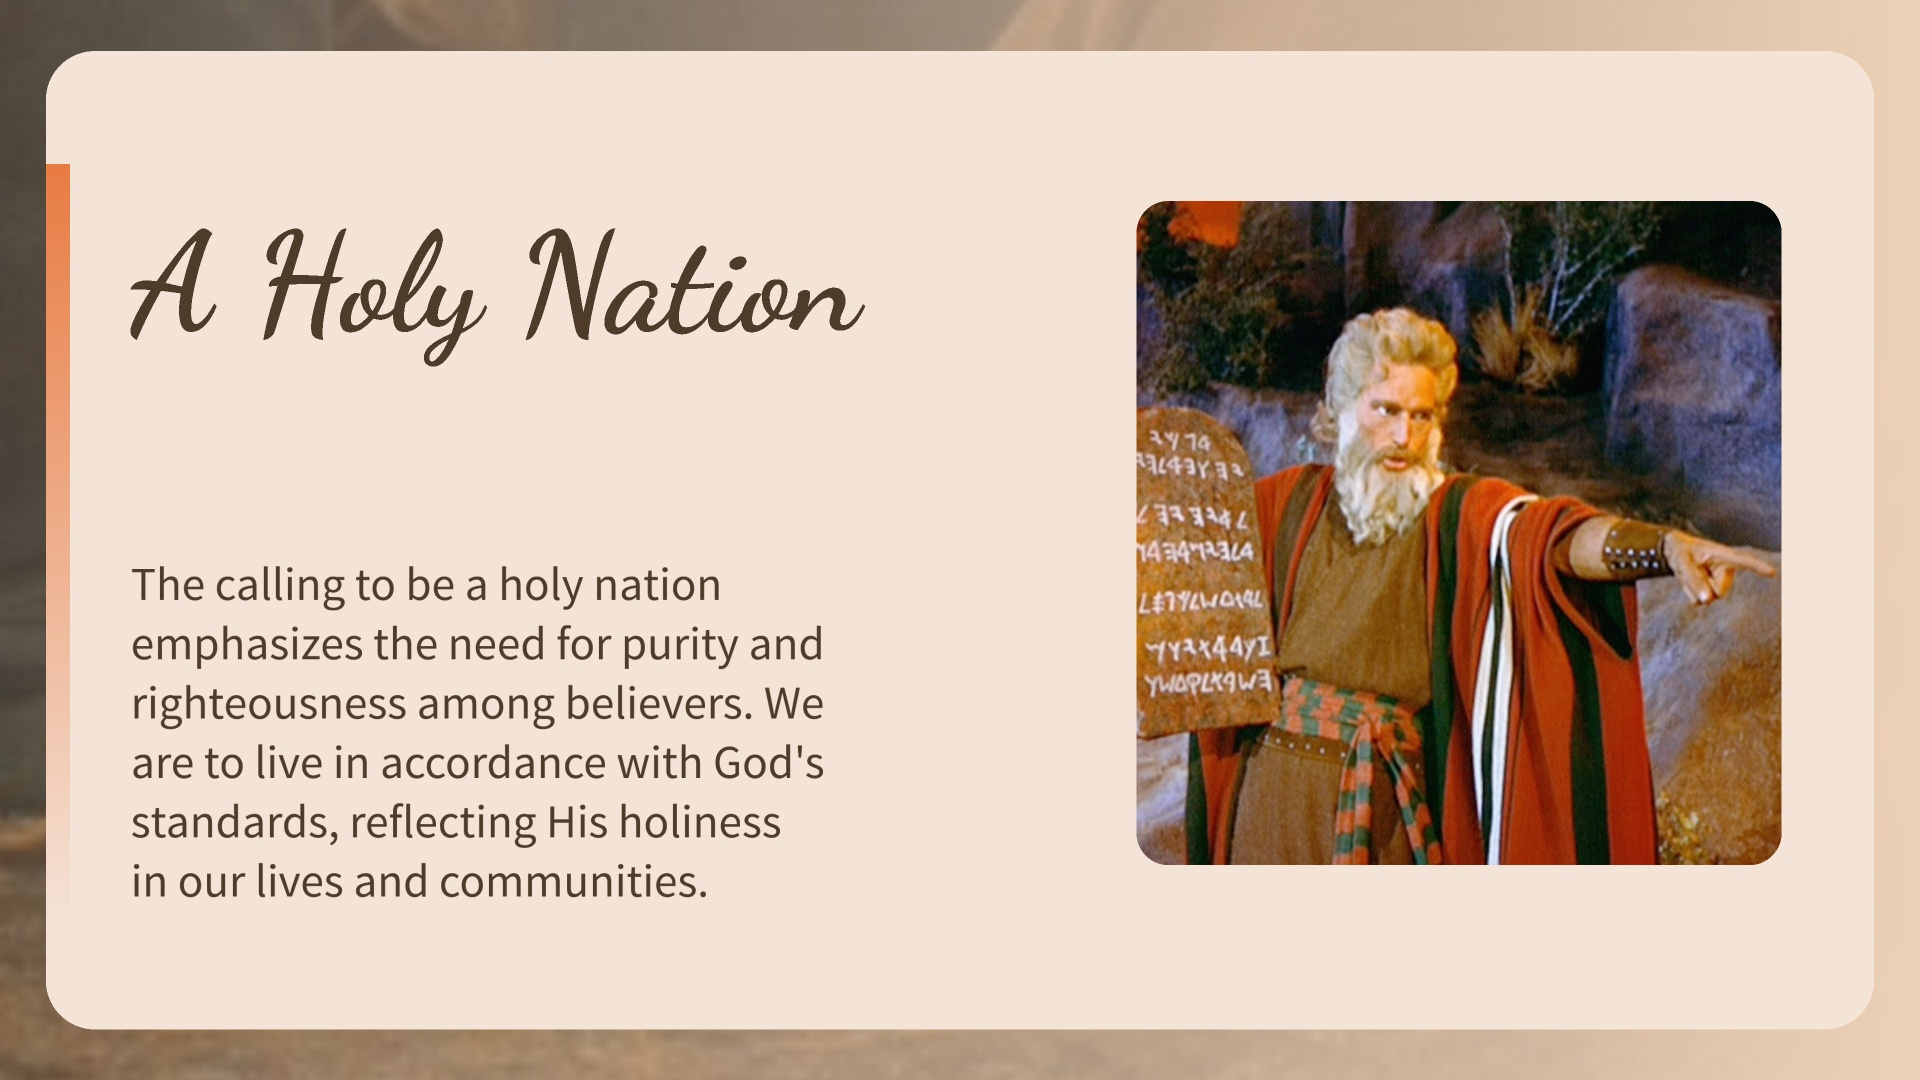 A Holy Nation
The calling to be a holy nation
emphasizes the need for purity and
righteousness among believers. We
are to live in accordance with God's
standards, reflecting His holiness
in our lives and communities.